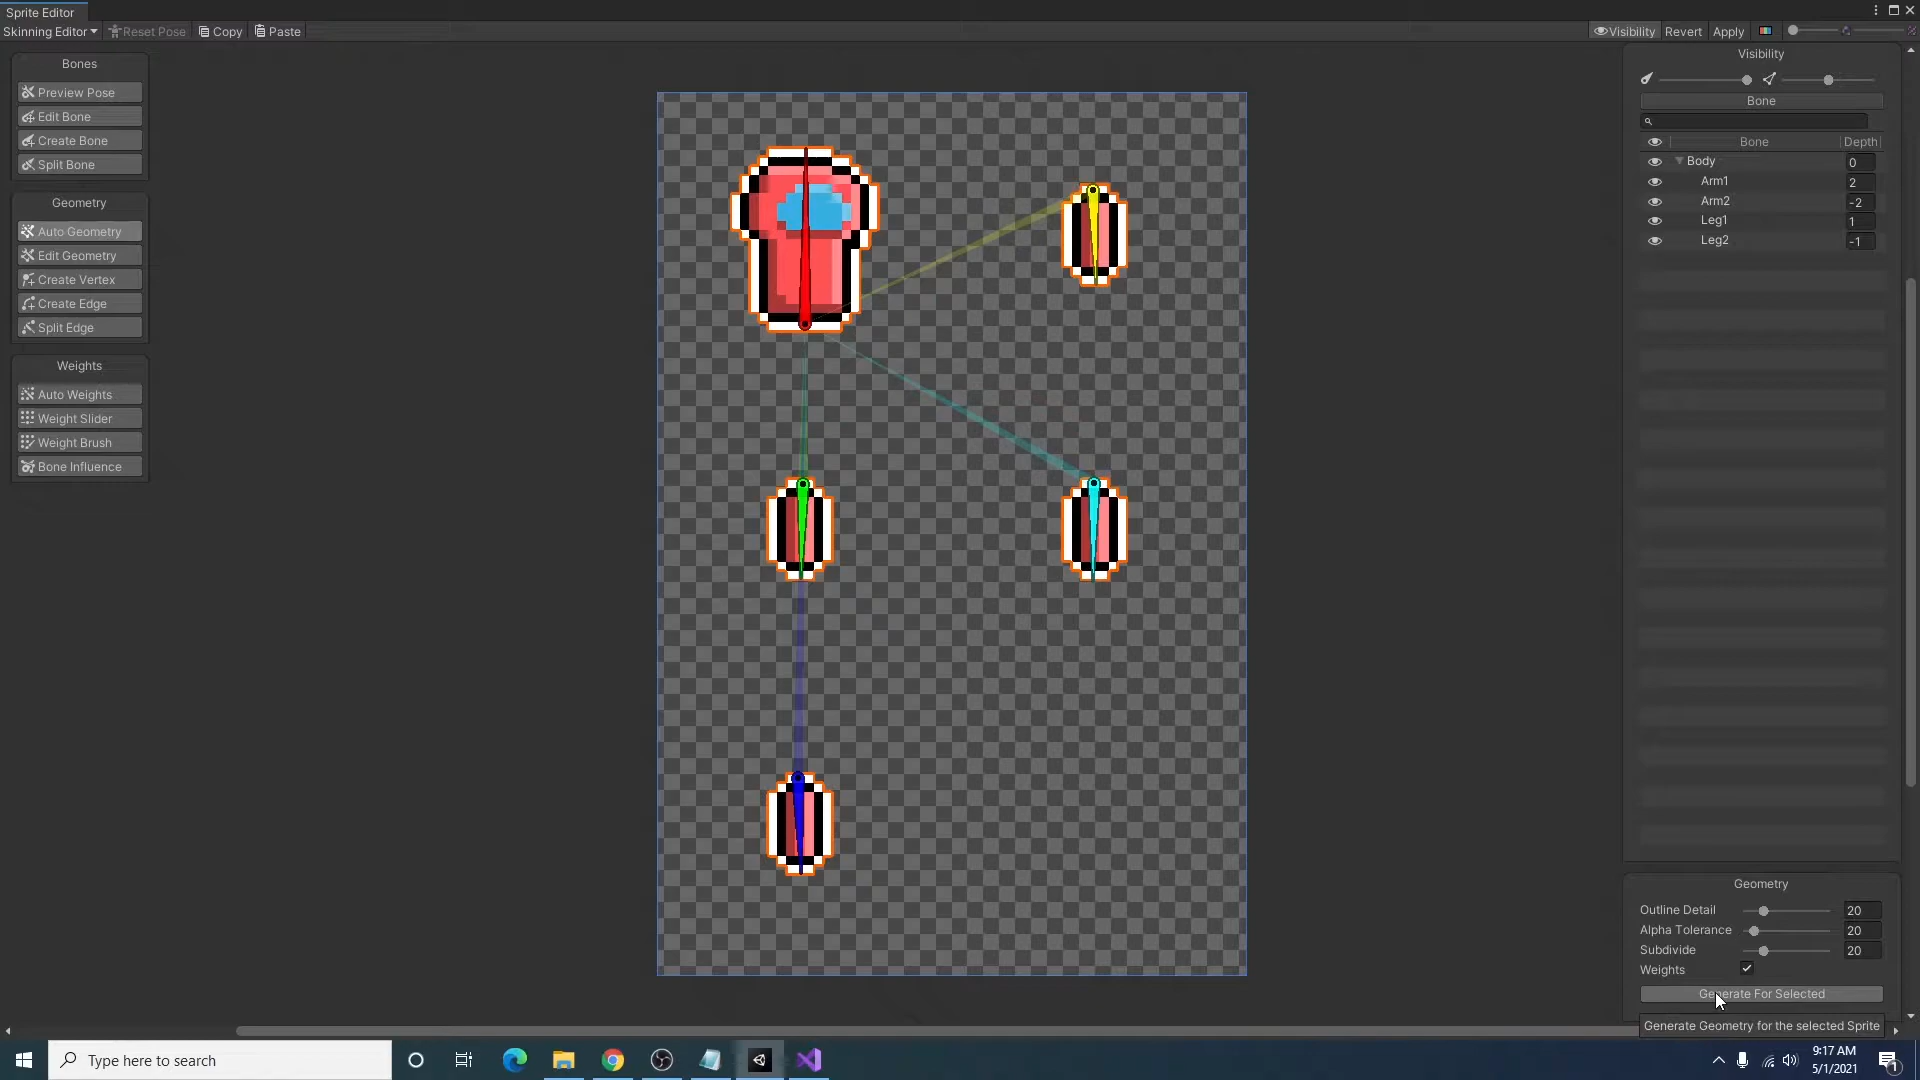 Sprite Editor
Skinning Editor
Reset Pose
Copy
Paste
Visibility
Revert
Apply
Bones
Preview Pose
Edit Bone
Create Bone
Split Bone
Geometry
Auto Geometry
Edit Geometry
Create Vertex
Create Edge
Split Edge
Weights
Auto Weights
Weight Slider
Weight Brush
Bone Influence
Visibility
Bone
Bone Depth
Body 0
Arm1 2
Arm2 -2
Leg1 1
Leg2 -1
Geometry
Outline Detail 20
Alpha Tolerance 20
Subdivide 20
Weights
Generate For Selected
Generate Geometry for the selected Sprite
Type here to search
9:17 AM
5/1/2021
1